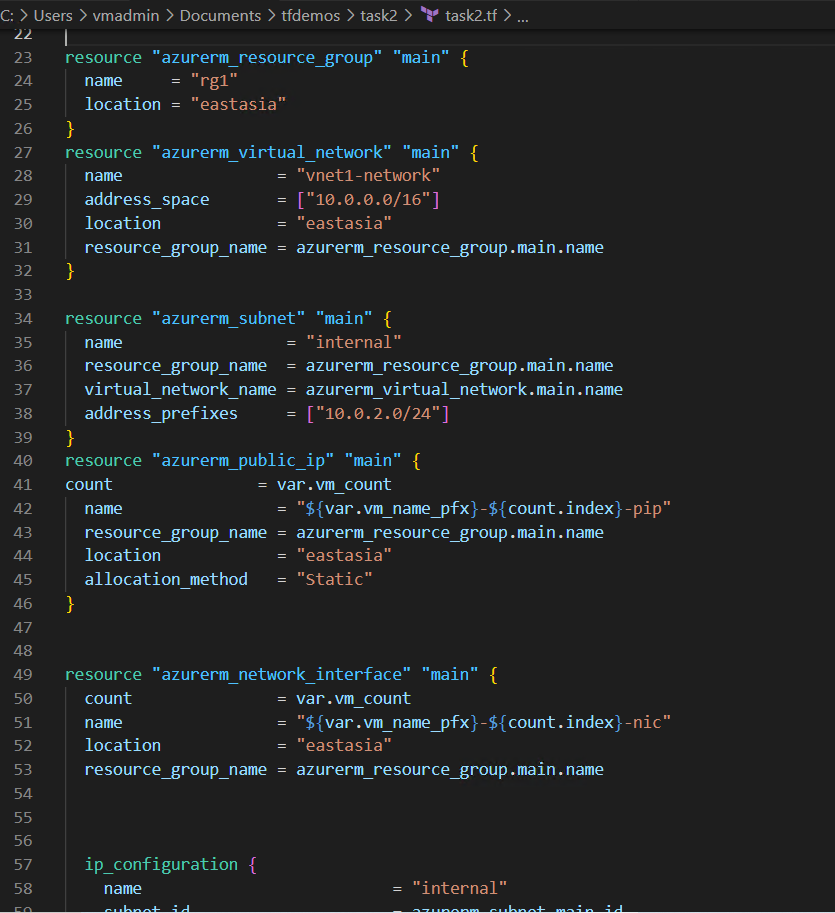 C: > Users > vmadmin > Documents > tfdemos > task2 > task2.tf > ...
22
23 resource "azurerm_resource_group" "main" {
24   name     = "rg1"
25   location = "eastasia"
26 }
27 resource "azurerm_virtual_network" "main" {
28   name                = "vnet1-network"
29   address_space       = ["10.0.0.0/16"]
30   location            = "eastasia"
31   resource_group_name = azurerm_resource_group.main.name
32 }
33
34 resource "azurerm_subnet" "main" {
35   name                 = "internal"
36   resource_group_name  = azurerm_resource_group.main.name
37   virtual_network_name = azurerm_virtual_network.main.name
38   address_prefixes     = ["10.0.2.0/24"]
39 }
40 resource "azurerm_public_ip" "main" {
41 count               = var.vm_count
42   name                = "${var.vm_name_pfx}-${count.index}-pip"
43   resource_group_name = azurerm_resource_group.main.name
44   location            = "eastasia"
45   allocation_method   = "Static"
46 }
47
48
49 resource "azurerm_network_interface" "main" {
50   count               = var.vm_count
51   name                = "${var.vm_name_pfx}-${count.index}-nic"
52   location            = "eastasia"
53   resource_group_name = azurerm_resource_group.main.name
54
55
56
57   ip_configuration {
58     name                          = "internal"
59     subnet_id                     = azurerm_subnet.main.id